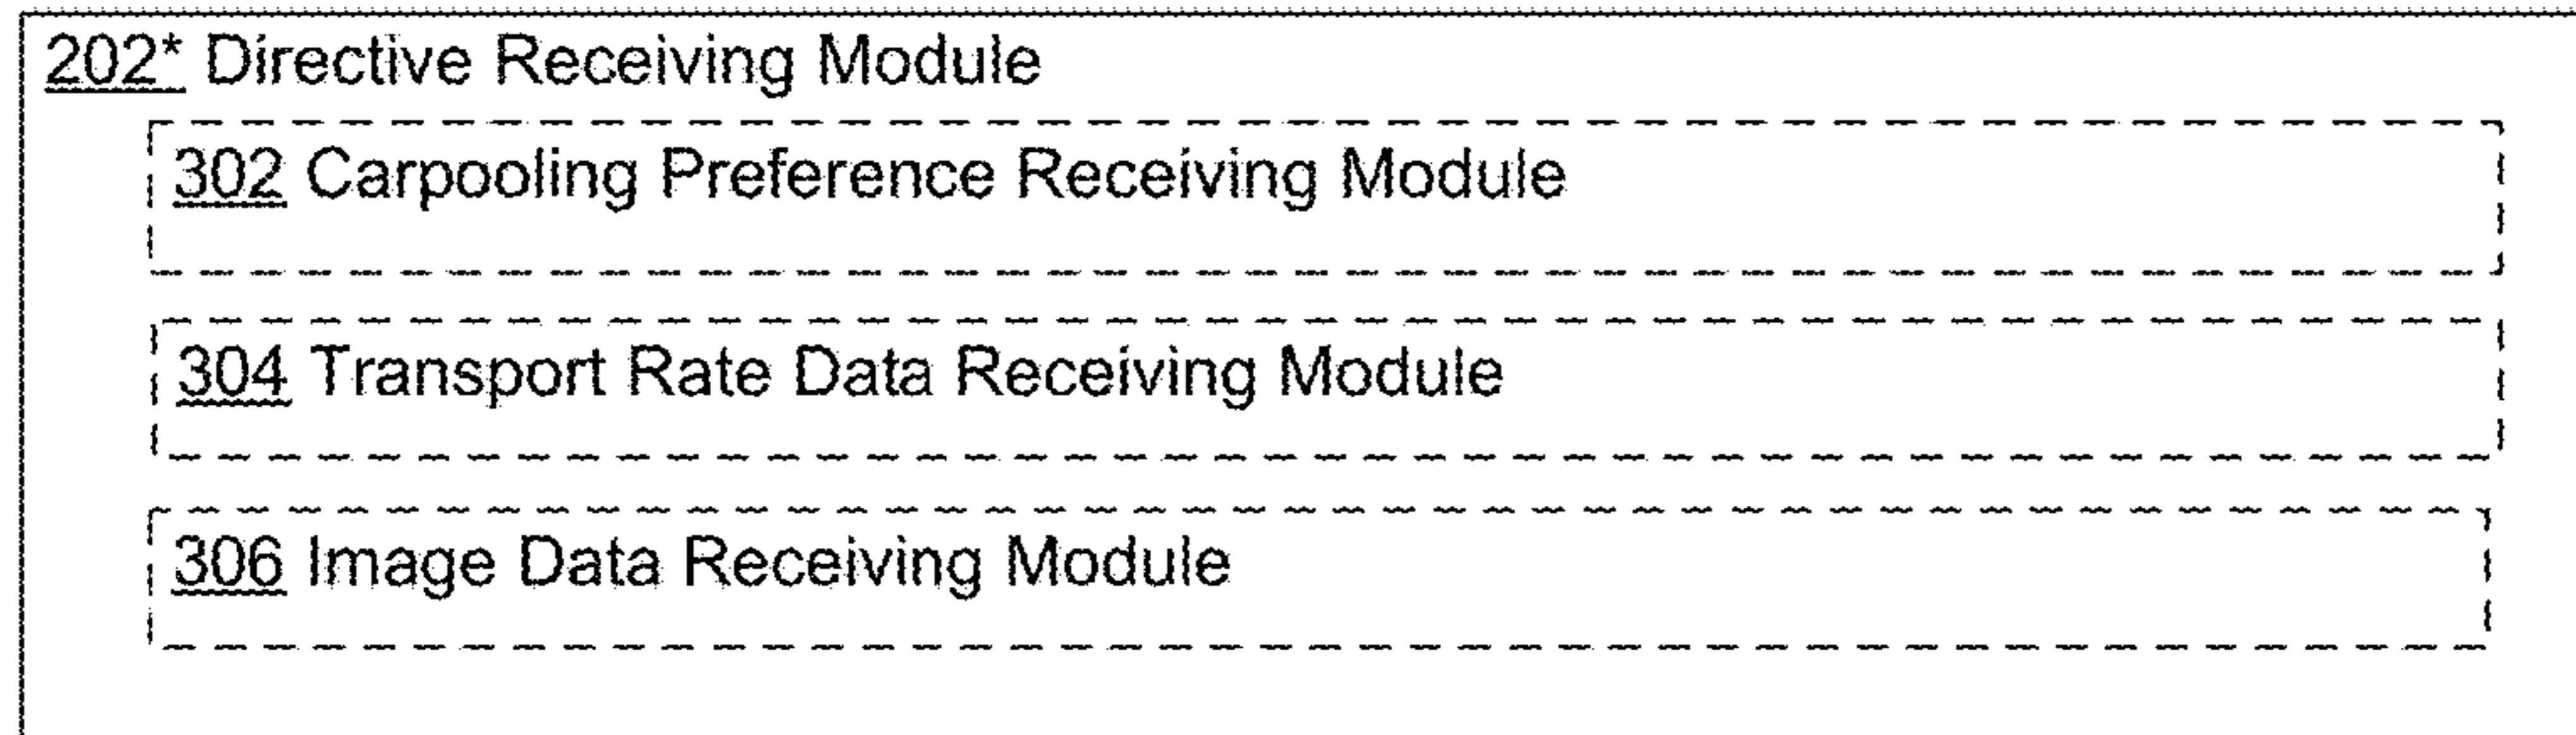 202* Directive Receiving Module
302 Carpooling Preference Receiving Module
304 Transport Rate Data Receiving Module
306 Image Data Receiving Module